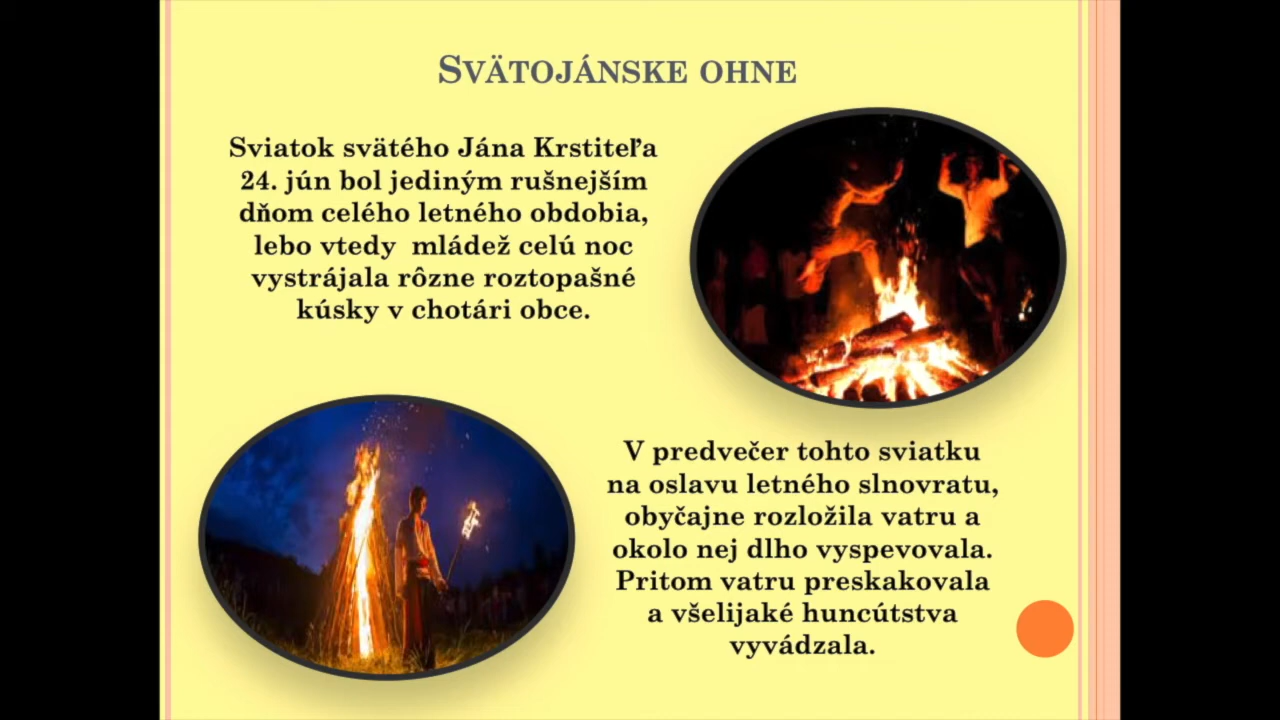 Svätojánske ohne
Sviatok svätého Jána Krstiteľa
24. jún bol jediným rušnejším
dňom celého letného obdobia,
lebo vtedy mládež celú noc
vystrájala rôzne roztopašné
kúsky v chotári obce.
V predvečer tohto sviatku
na oslavu letného slnovratu,
obyčajne rozložila vatru a
okolo nej dlho vyspevovala.
Pritom vatru preskakovala
a všelijaké huncútstva
vyvádzala.